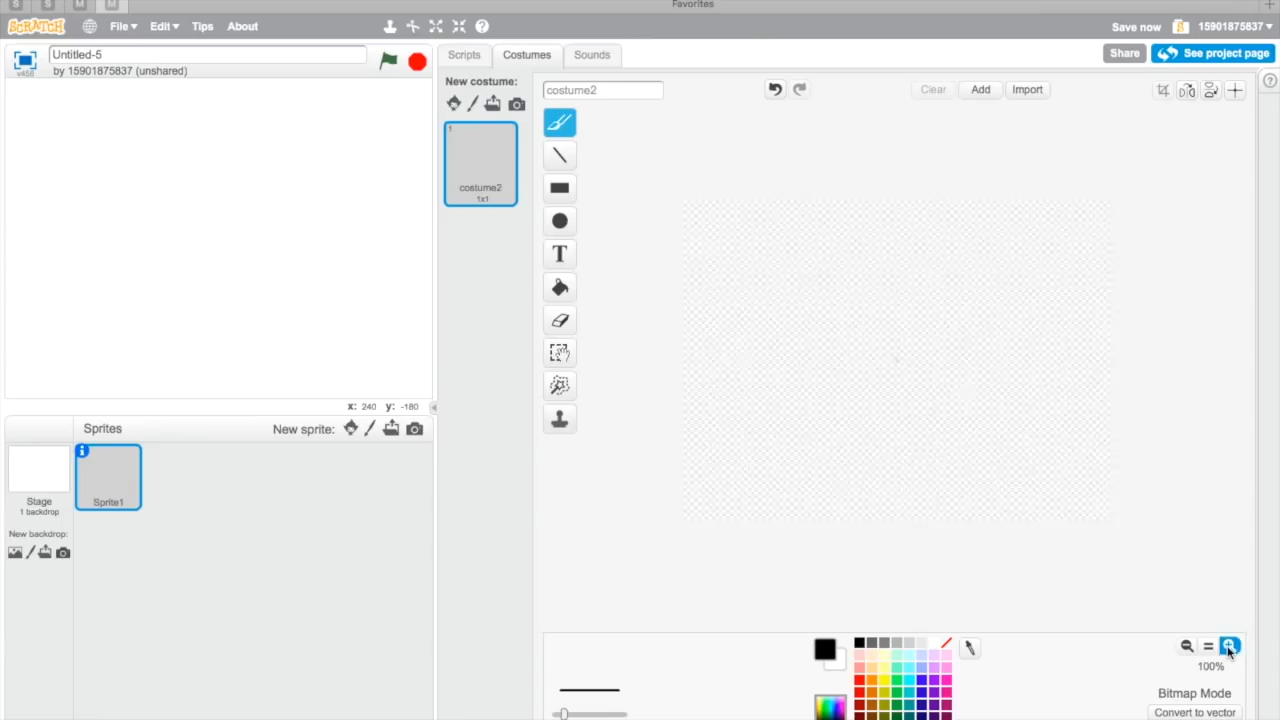 S S M M Favorites +
SCRATCH File Edit Tips About Save now S 15901875837
Untitled-5
by 15901875837 (unshared)
v456
Scripts Costumes Sounds Share See project page
New costume: costume2 Clear Add Import
1
costume2
1x1
T
x: 240 y: -180
Sprites New sprite:
Stage
1 backdrop
Sprite1
New backdrop:
100%
Bitmap Mode
Convert to vector